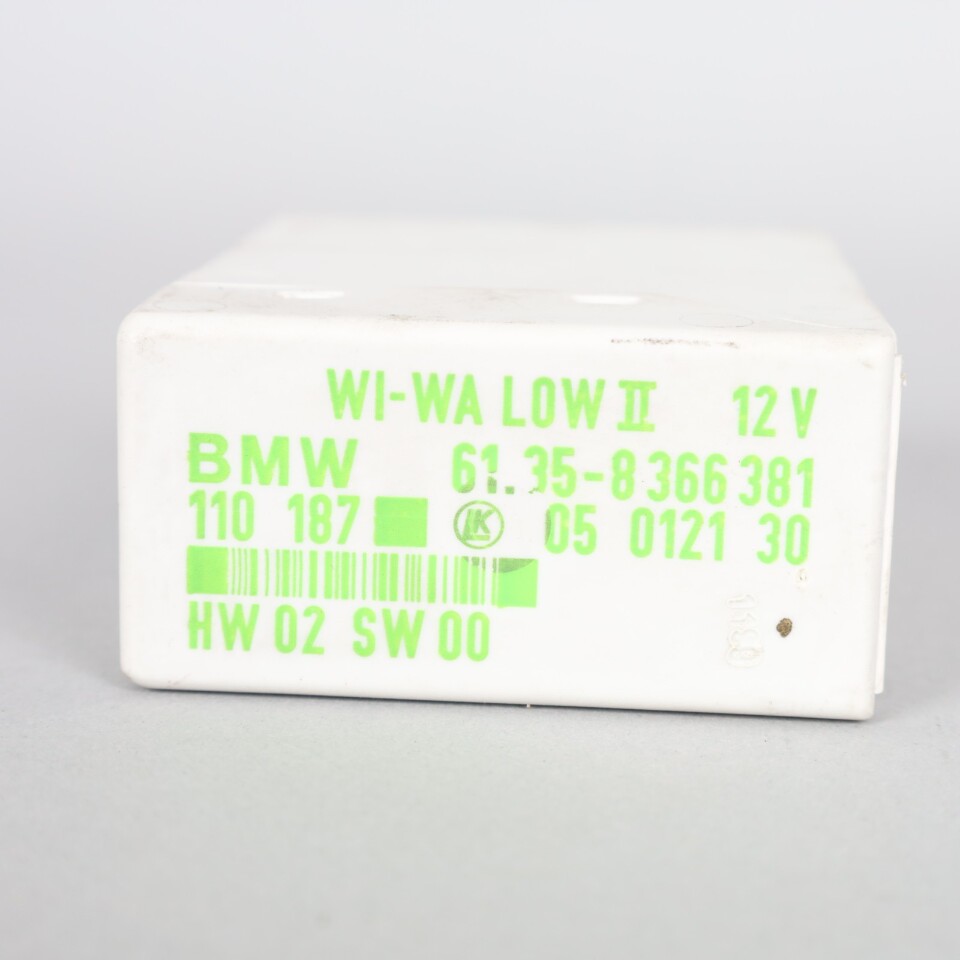 WI-WA LOW II 12 V
BMW 61.35-8 366 381
110 187 LK 05 0121 30
HW 02 SW 00